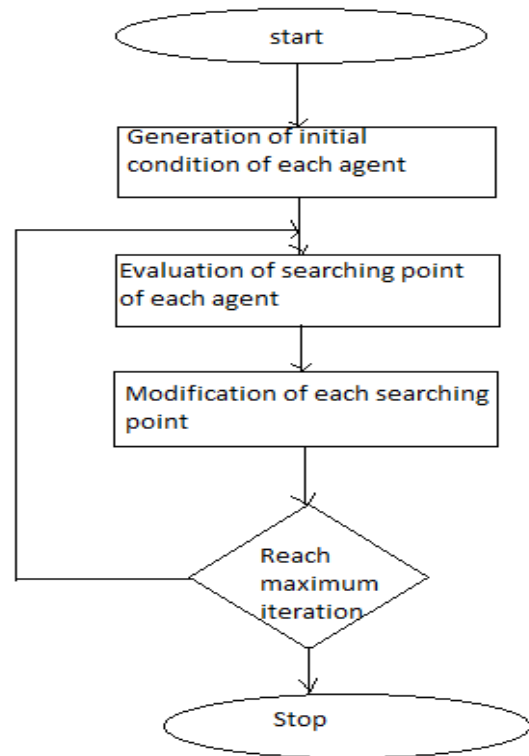 start
Generation of initial
condition of each agent
Evaluation of searching point
of each agent
Modification of each searching
point
Reach
maximum
iteration
Stop